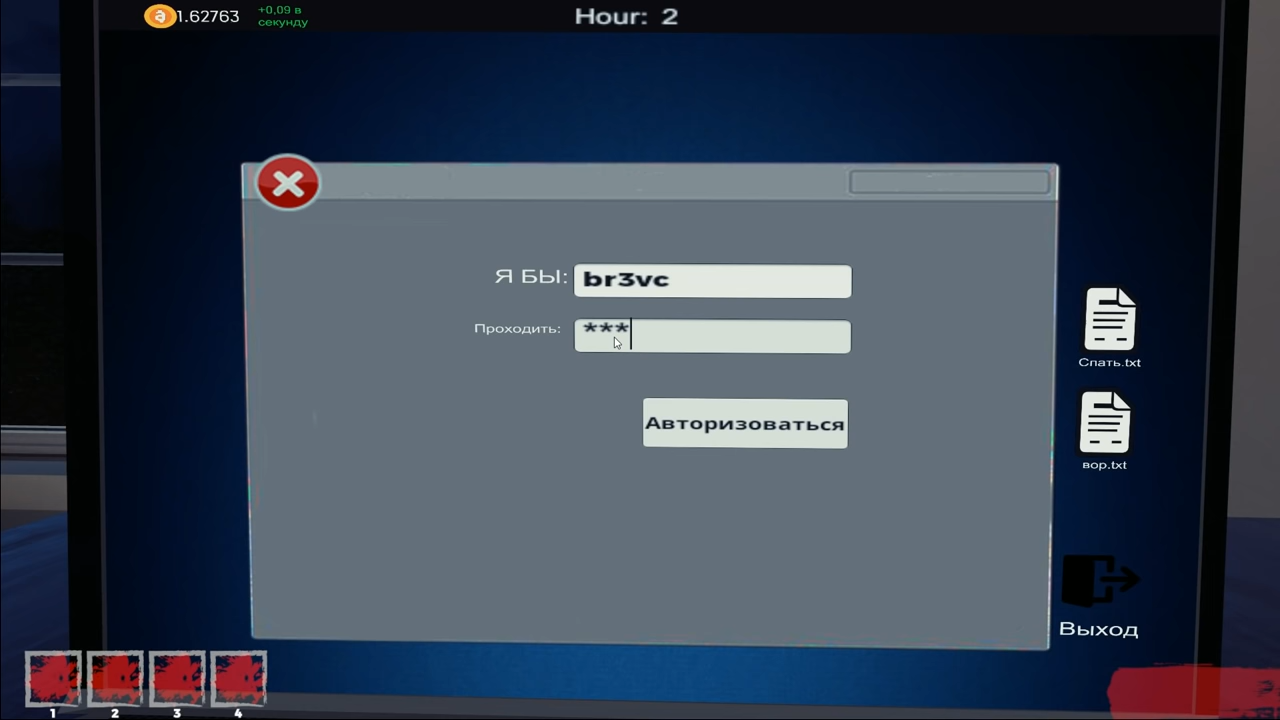 1.62763
+0,09 в
секунду
Hour: 2
Я БЫ:
br3vc
Проходить:
***
Авторизоваться
Спать.txt
вор.txt
Выход
1
2
3
4